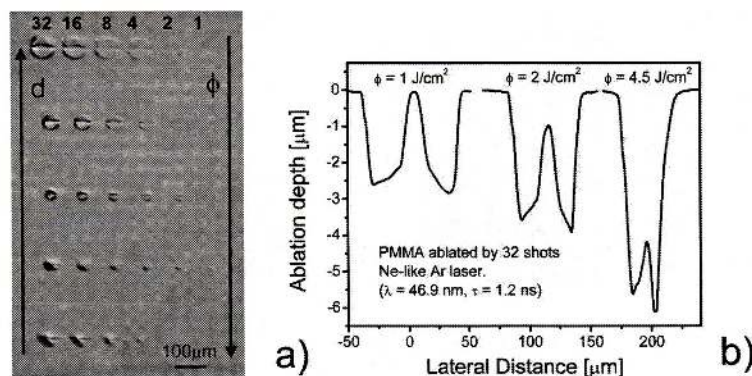 32 16 8 4 2 1
d
ϕ
100μm
a)
ϕ = 1 J/cm² ϕ = 2 J/cm² ϕ = 4.5 J/cm²
0
-1
-2
-3
-4
-5
-6
Ablation depth [μm]
PMMA ablated by 32 shots
Ne-like Ar laser.
(λ = 46.9 nm, τ = 1.2 ns)
-50 0 50 100 150 200
Lateral Distance [μm]
b)